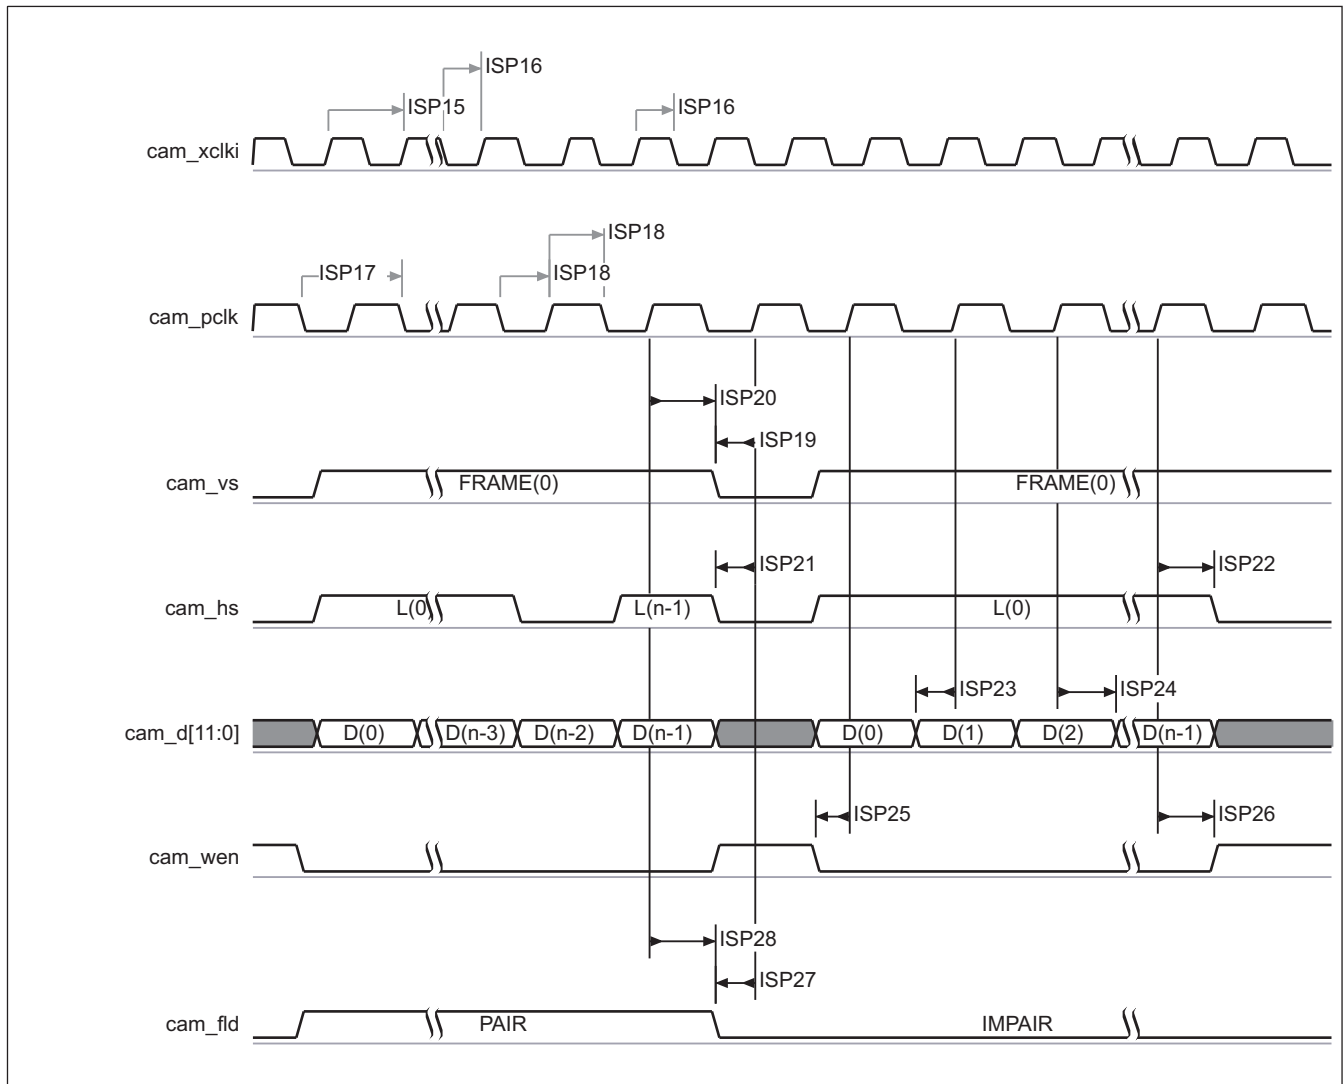 ISP16
ISP15
ISP16
cam_xclki
ISP18
ISP17
ISP18
cam_pclk
ISP20
ISP19
cam_vs
FRAME(0)
FRAME(0)
ISP21
ISP22
cam_hs
L(0)
L(n-1)
L(0)
ISP23
ISP24
cam_d[11:0]
D(0)
D(n-3)
D(n-2)
D(n-1)
D(0)
D(1)
D(2)
D(n-1)
ISP25
ISP26
cam_wen
ISP28
ISP27
cam_fld
PAIR
IMPAIR